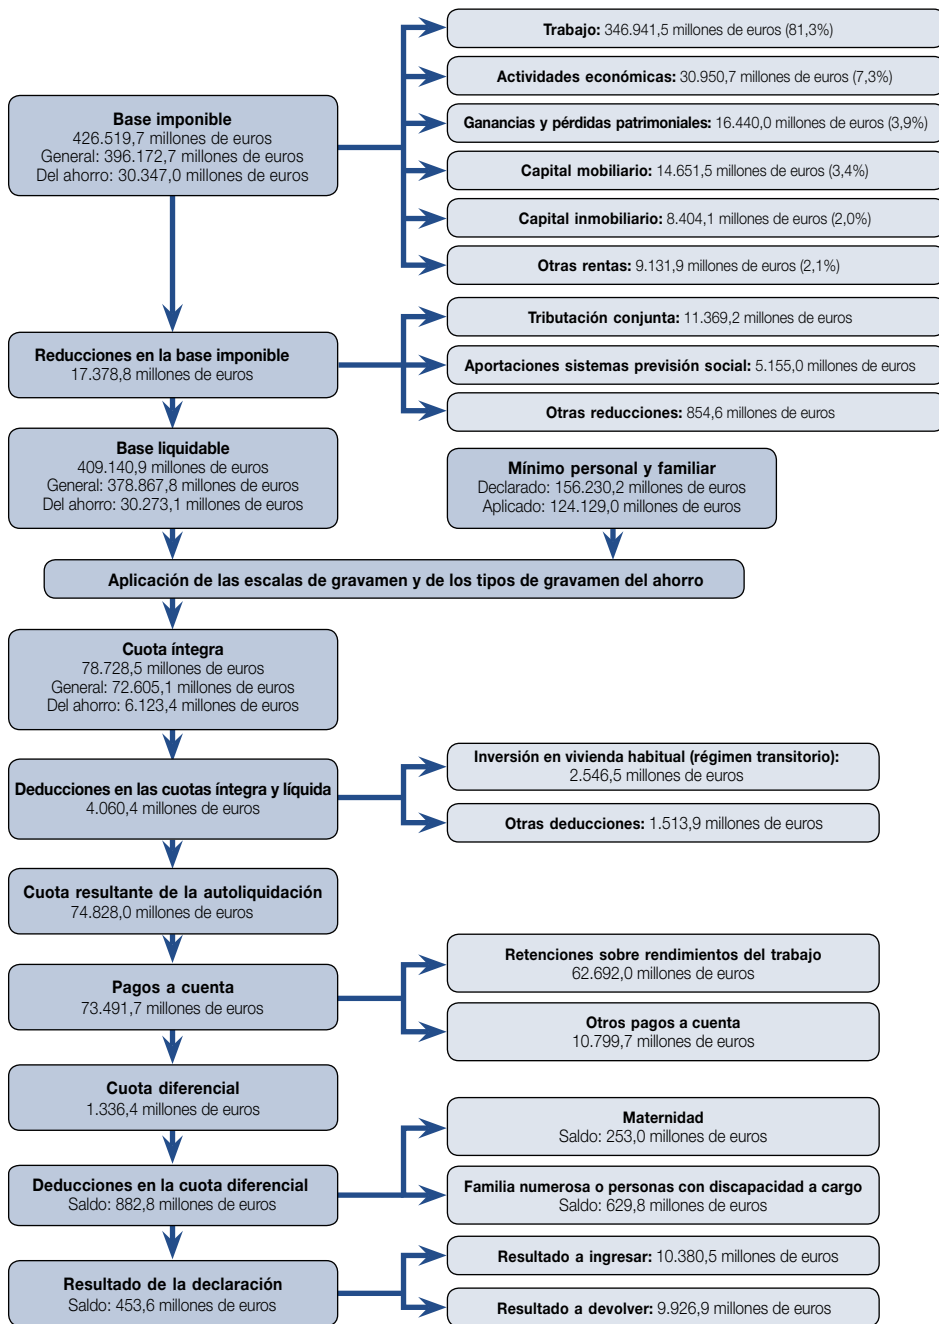 Trabajo: 346.941,5 millones de euros (81,3%)
Actividades económicas: 30.950,7 millones de euros (7,3%)
Base imponible
426.519,7 millones de euros
General: 396.172,7 millones de euros
Del ahorro: 30.347,0 millones de euros
Ganancias y pérdidas patrimoniales: 16.440,0 millones de euros (3,9%)
Capital mobiliario: 14.651,5 millones de euros (3,4%)
Capital inmobiliario: 8.404,1 millones de euros (2,0%)
Otras rentas: 9.131,9 millones de euros (2,1%)
Reducciones en la base imponible
17.378,8 millones de euros
Tributación conjunta: 11.369,2 millones de euros
Aportaciones sistemas previsión social: 5.155,0 millones de euros
Otras reducciones: 854,6 millones de euros
Base liquidable
409.140,9 millones de euros
General: 378.867,8 millones de euros
Del ahorro: 30.273,1 millones de euros
Mínimo personal y familiar
Declarado: 156.230,2 millones de euros
Aplicado: 124.129,0 millones de euros
Aplicación de las escalas de gravamen y de los tipos de gravamen del ahorro
Cuota íntegra
78.728,5 millones de euros
General: 72.605,1 millones de euros
Del ahorro: 6.123,4 millones de euros
Deducciones en las cuotas íntegra y líquida
4.060,4 millones de euros
Inversión en vivienda habitual (régimen transitorio):
2.546,5 millones de euros
Otras deducciones: 1.513,9 millones de euros
Cuota resultante de la autoliquidación
74.828,0 millones de euros
Pagos a cuenta
73.491,7 millones de euros
Retenciones sobre rendimientos del trabajo
62.692,0 millones de euros
Otros pagos a cuenta
10.799,7 millones de euros
Cuota diferencial
1.336,4 millones de euros
Deducciones en la cuota diferencial
Saldo: 882,8 millones de euros
Maternidad
Saldo: 253,0 millones de euros
Familia numerosa o personas con discapacidad a cargo
Saldo: 629,8 millones de euros
Resultado de la declaración
Saldo: 453,6 millones de euros
Resultado a ingresar: 10.380,5 millones de euros
Resultado a devolver: 9.926,9 millones de euros